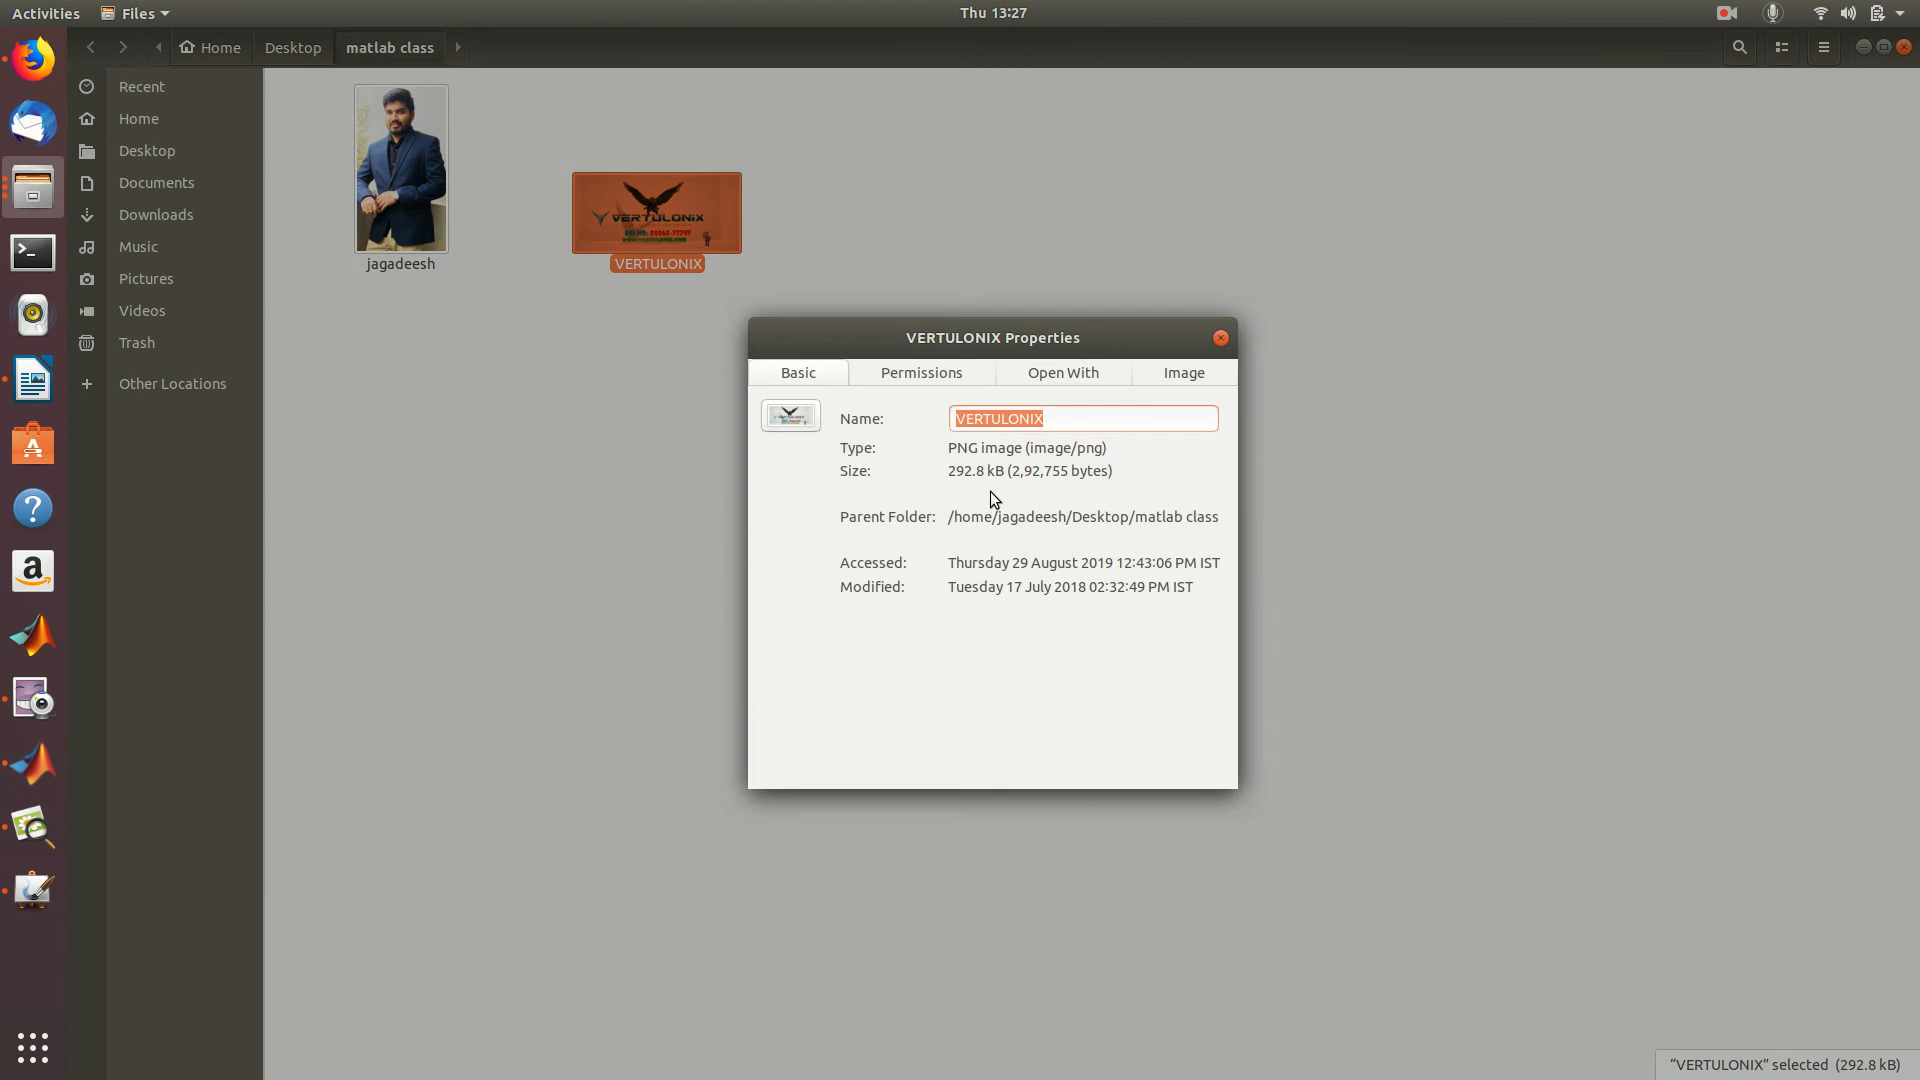 Activities
Files
Thu 13:27
Home
Desktop
matlab class
Recent
Home
Desktop
Documents
Downloads
Music
Pictures
Videos
Trash
Other Locations
jagadeesh
VERTULONIX
VERTULONIX
VERTULONIX Properties
Basic
Permissions
Open With
Image
Name: VERTULONIX
Type: PNG image (image/png)
Size: 292.8 kB (2,92,755 bytes)
Parent Folder: /home/jagadeesh/Desktop/matlab class
Accessed: Thursday 29 August 2019 12:43:06 PM IST
Modified: Tuesday 17 July 2018 02:32:49 PM IST
“VERTULONIX” selected (292.8 kB)